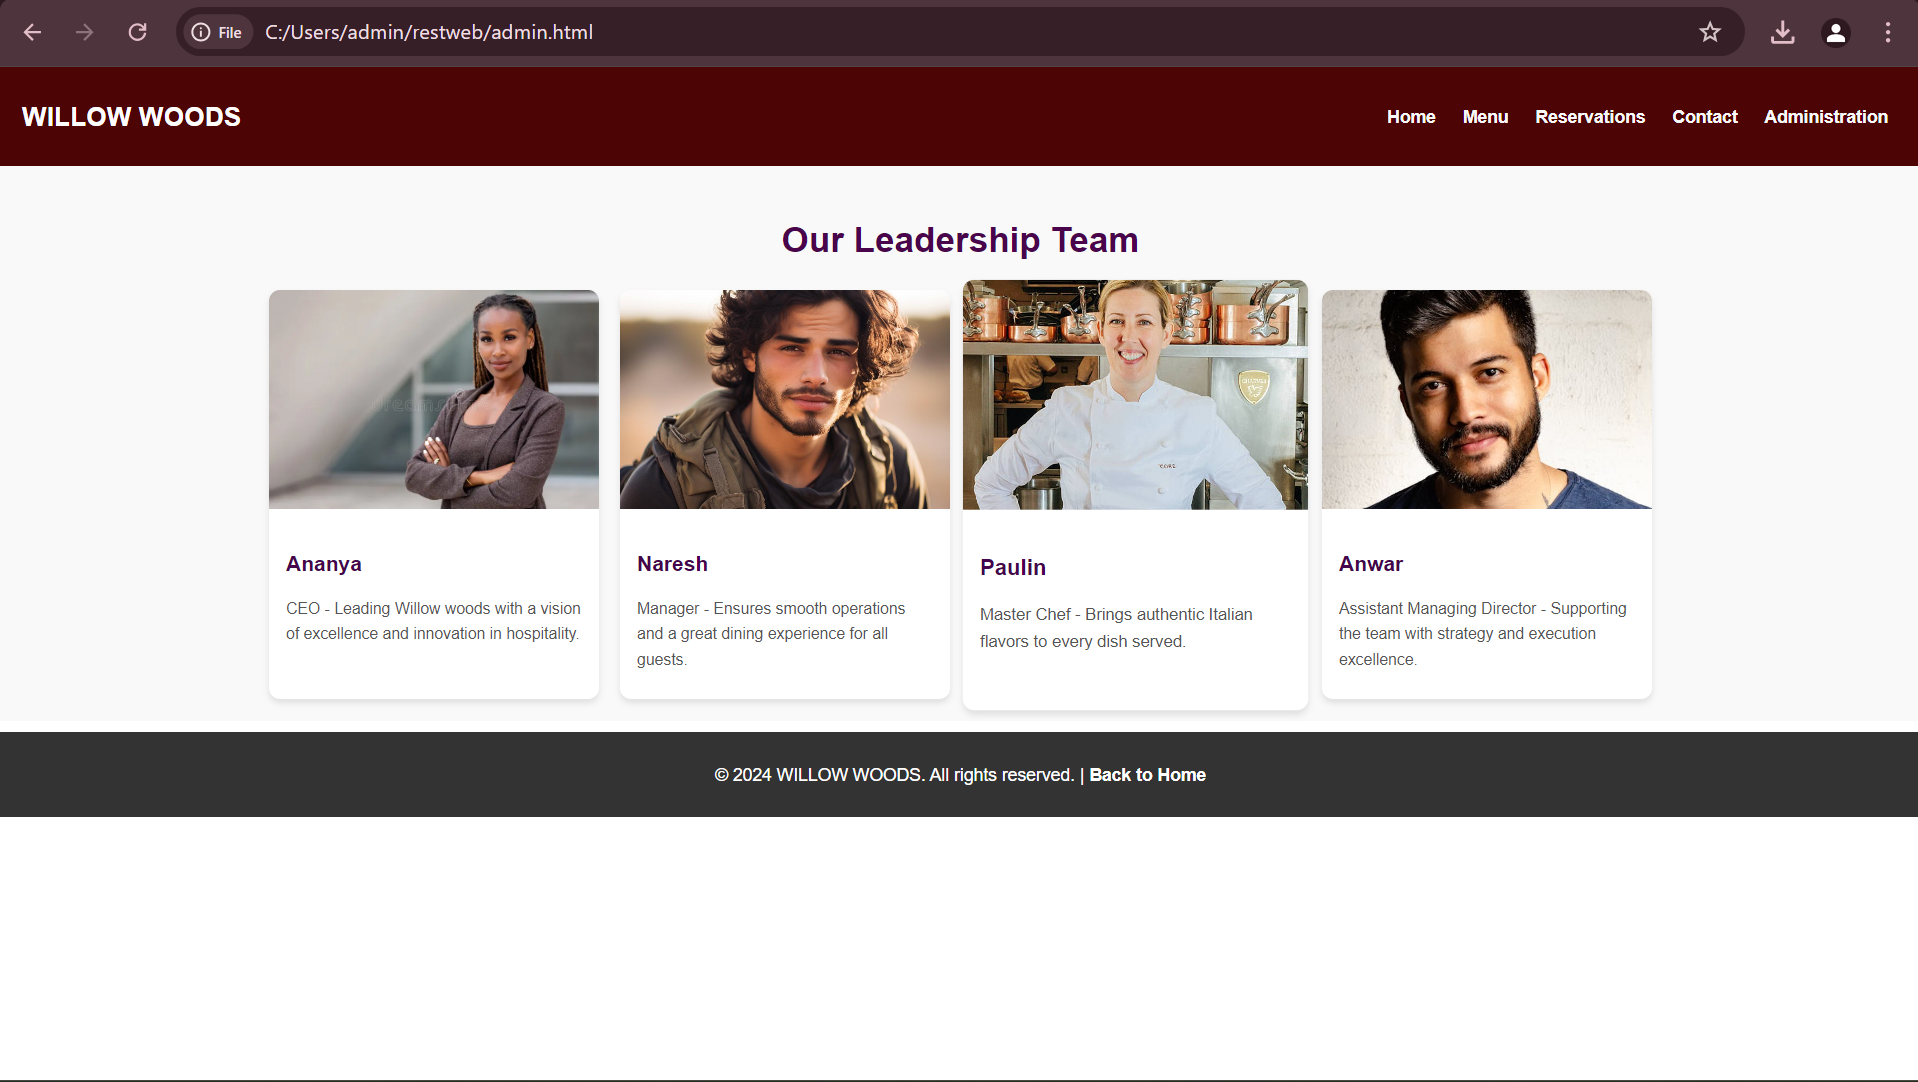 File C:/Users/admin/restweb/admin.html
WILLOW WOODS
Home Menu Reservations Contact Administration
Our Leadership Team
CORE
Ananya
CEO - Leading Willow woods with a vision
of excellence and innovation in hospitality.
Naresh
Manager - Ensures smooth operations
and a great dining experience for all
guests.
Paulin
Master Chef - Brings authentic Italian
flavors to every dish served.
Anwar
Assistant Managing Director - Supporting
the team with strategy and execution
excellence.
© 2024 WILLOW WOODS. All rights reserved. | Back to Home